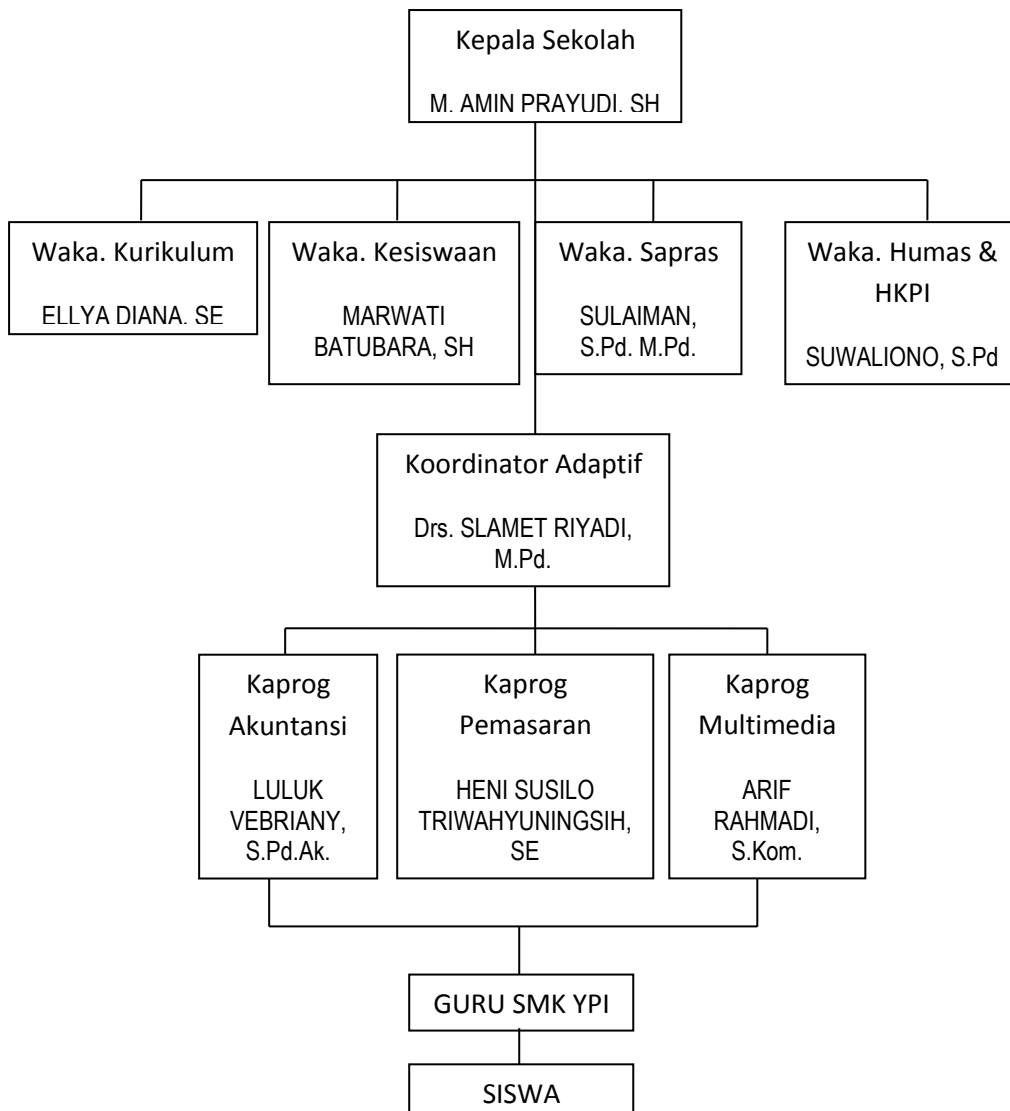 Kepala Sekolah
M. AMIN PRAYUDI. SH
Waka. Kurikulum
ELLYA DIANA. SE
Waka. Kesiswaan
MARWATI
BATUBARA, SH
Waka. Sapras
SULAIMAN,
S.Pd. M.Pd.
Waka. Humas &
HKPI
SUWALIONO, S.Pd
Koordinator Adaptif
Drs. SLAMET RIYADI,
M.Pd.
Kaprog
Akuntansi
LULUK
VEBRIANY,
S.Pd.Ak.
Kaprog
Pemasaran
HENI SUSILO
TRIWAHYUNINGSIH,
SE
Kaprog
Multimedia
ARIF
RAHMADI,
S.Kom.
GURU SMK YPI
SISWA